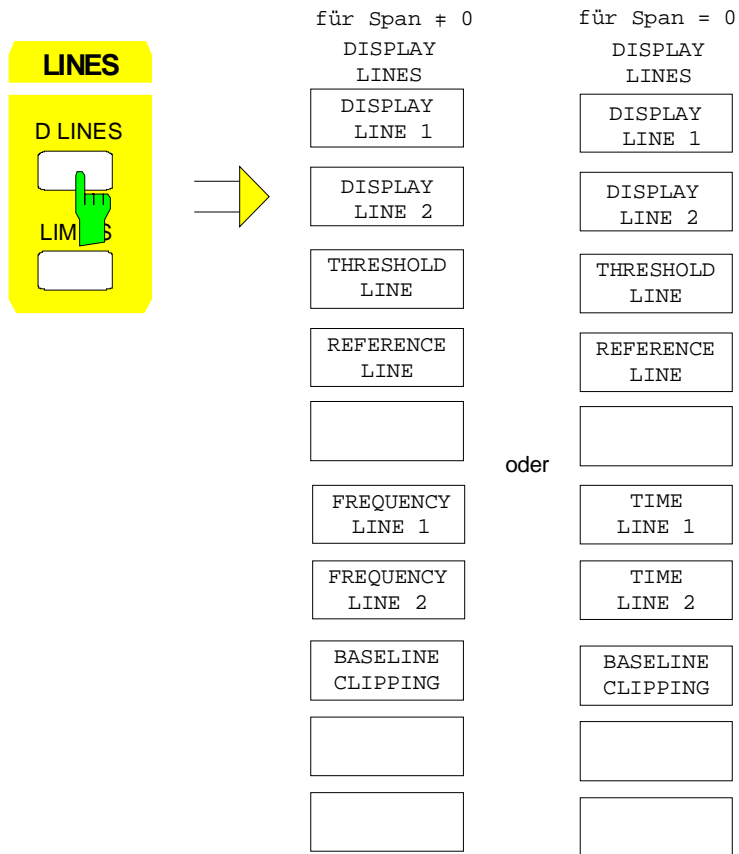 LINES
D LINES
LIM S
für Span ≠ 0
DISPLAY
LINES
DISPLAY
LINE 1
DISPLAY
LINE 2
THRESHOLD
LINE
REFERENCE
LINE
FREQUENCY
LINE 1
FREQUENCY
LINE 2
BASELINE
CLIPPING
oder
für Span = 0
DISPLAY
LINES
DISPLAY
LINE 1
DISPLAY
LINE 2
THRESHOLD
LINE
REFERENCE
LINE
TIME
LINE 1
TIME
LINE 2
BASELINE
CLIPPING